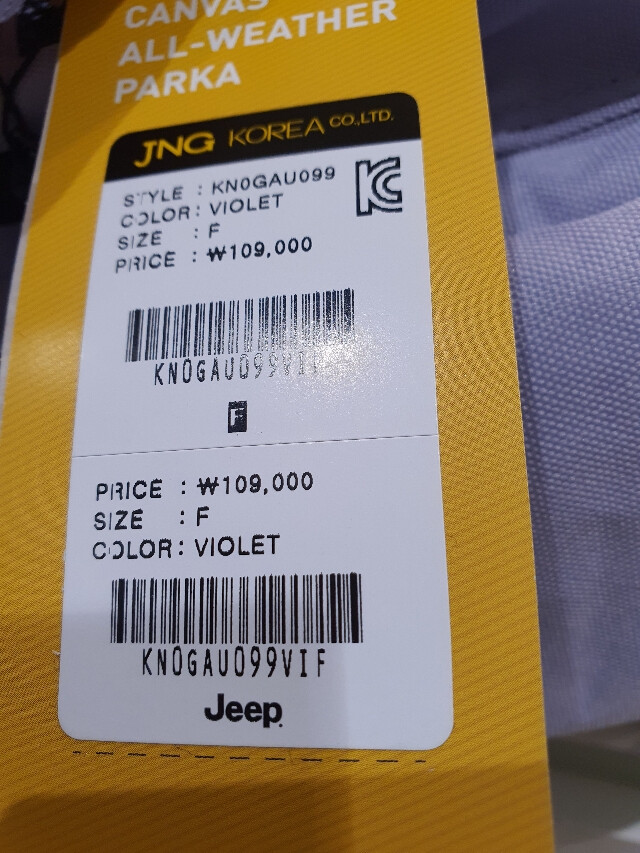 CANVAS
ALL-WEATHER
PARKA
JNG KOREA CO.,LTD.
STYLE : KN0GAU099
COLOR : VIOLET
SIZE : F
PRICE : ₩109,000
KN0GAU099VIF
F
PRICE : ₩109,000
SIZE : F
COLOR : VIOLET
KN0GAU099VIF
Jeep